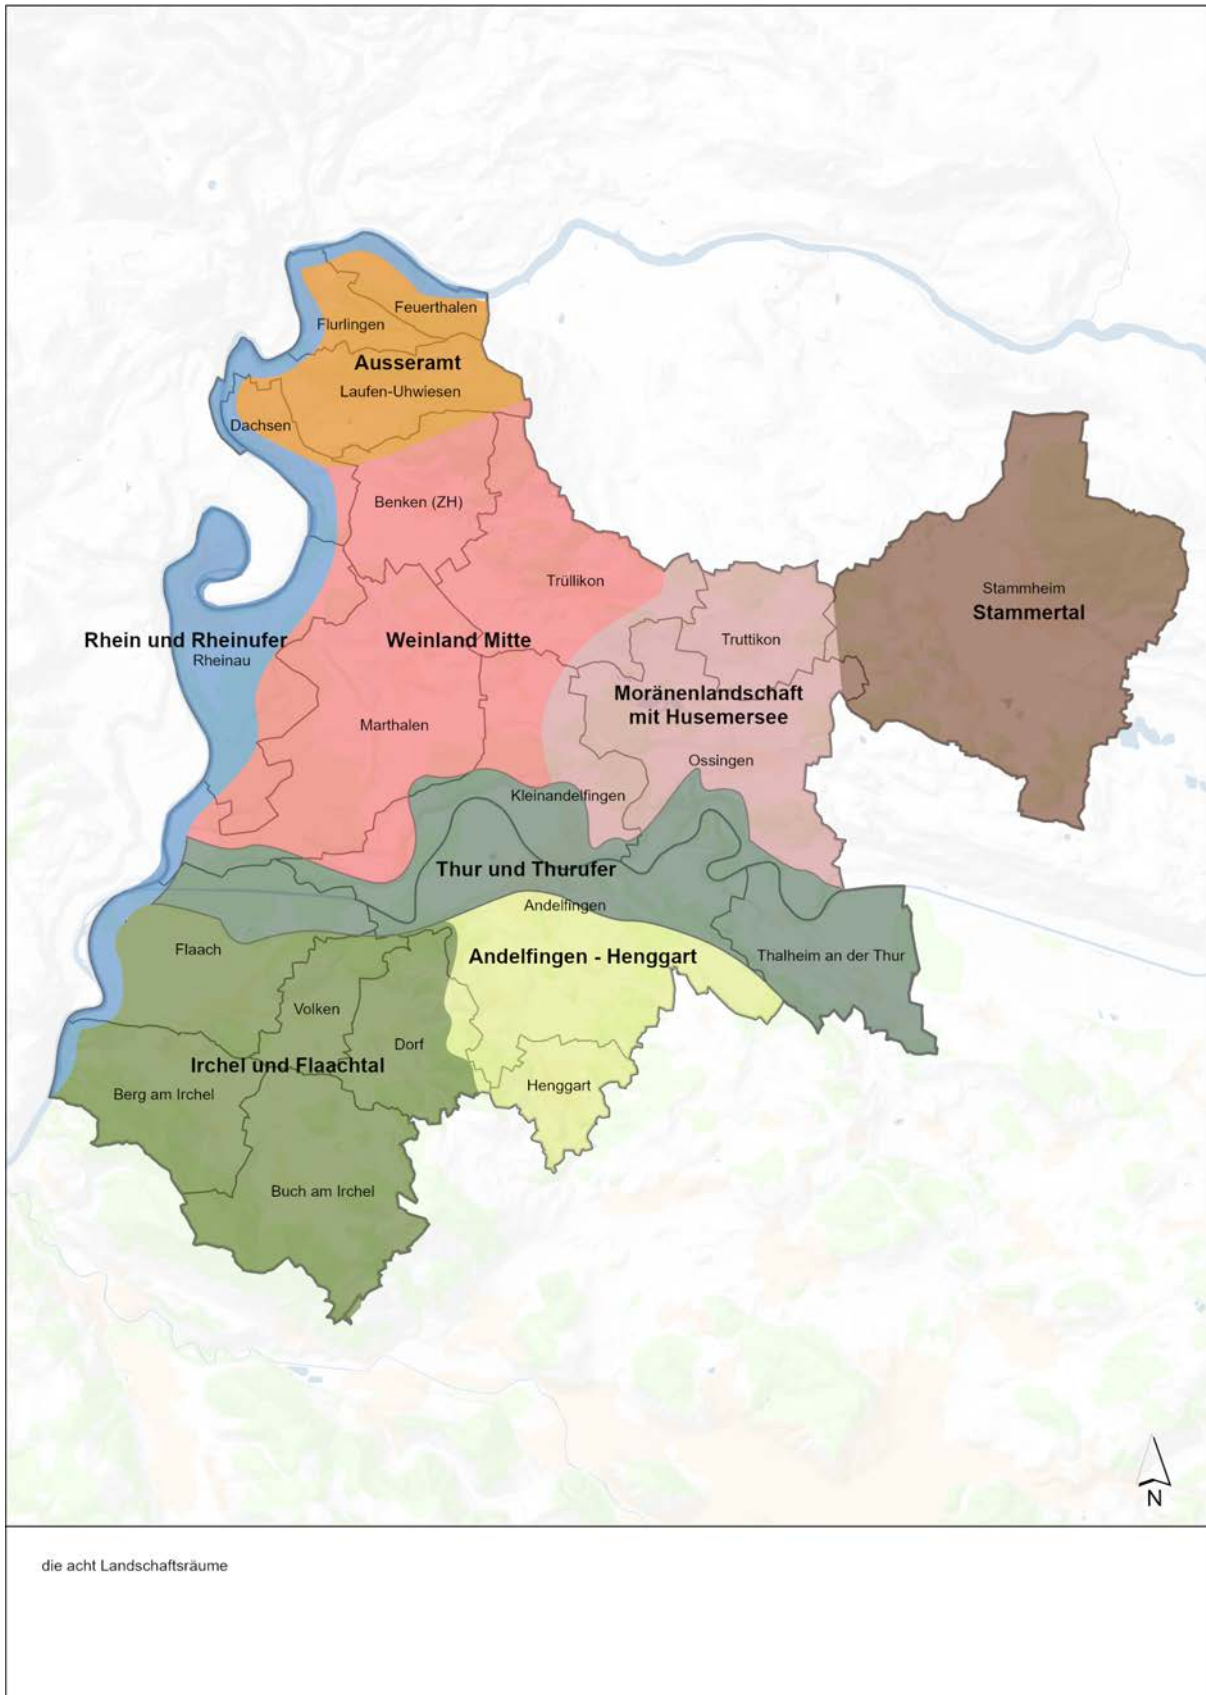 Feuerthalen
Flurlingen
Ausseramt
Laufen-Uhwiesen
Dachsen
Benken (ZH)
Trüllikon
Stammheim
Stammertal
Rhein und Rheinufer
Rheinau
Weinland Mitte
Truttikon
Moränenlandschaft
mit Husemersee
Marthalen
Ossingen
Kleinandelfingen
Thur und Thurufer
Andelfingen
Flaach
Andelfingen - Henggart
Thalheim an der Thur
Volken
Dorf
Irchel und Flaachtal
Berg am Irchel
Henggart
Buch am Irchel
N
die acht Landschaftsräume